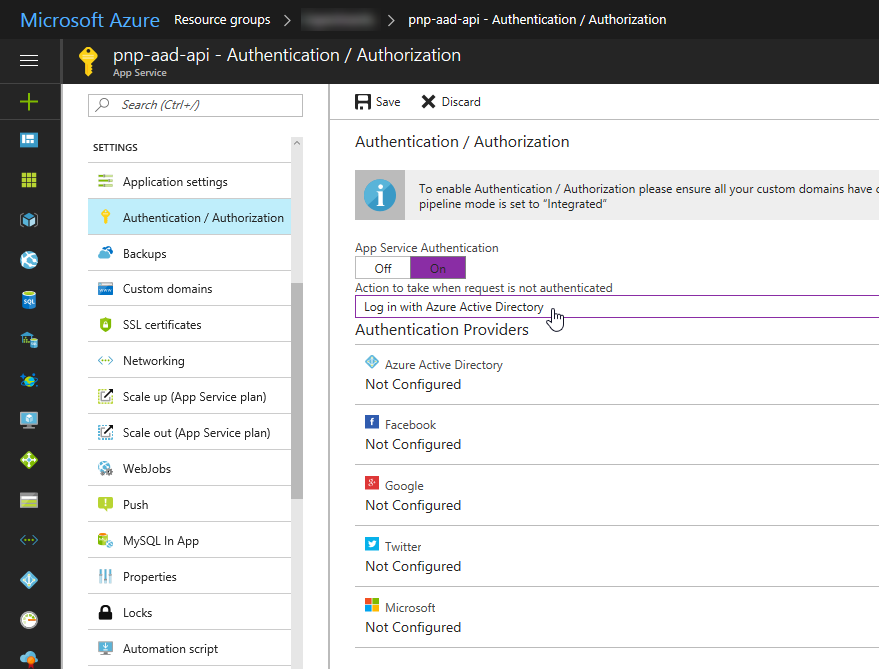 Microsoft Azure Resource groups > > pnp-aad-api - Authentication / Authorization
pnp-aad-api - Authentication / Authorization
App Service
Search (Ctrl+/)
SETTINGS
Application settings
Authentication / Authorization
Backups
Custom domains
SSL certificates
Networking
Scale up (App Service plan)
Scale out (App Service plan)
WebJobs
Push
MySQL In App
Properties
Locks
Automation script
Save Discard
Authentication / Authorization
To enable Authentication / Authorization please ensure all your custom domains have
pipeline mode is set to "Integrated"
App Service Authentication
Off On
Action to take when request is not authenticated
Log in with Azure Active Directory
Authentication Providers
Azure Active Directory
Not Configured
Facebook
Not Configured
Google
Not Configured
Twitter
Not Configured
Microsoft
Not Configured